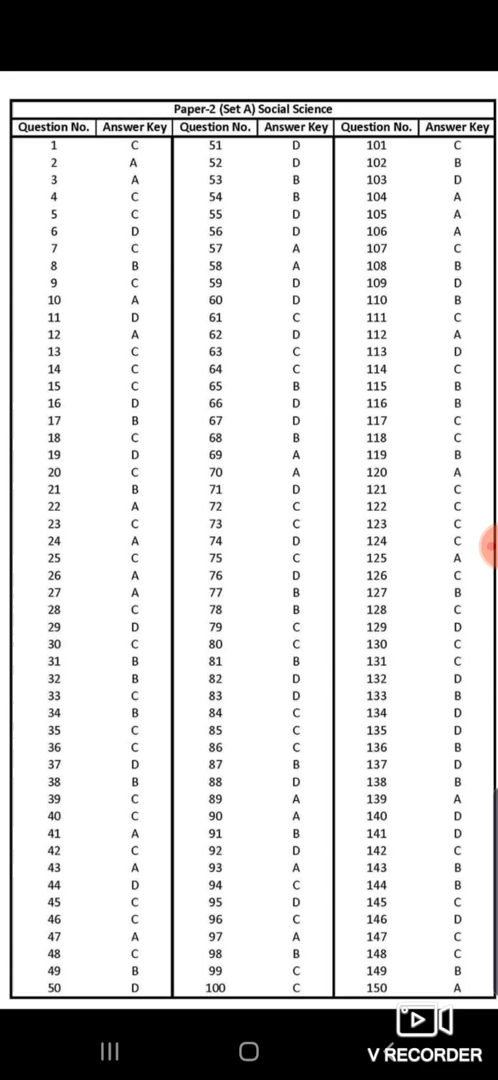 Paper-2 (Set A) Social Science
Question No. Answer Key Question No. Answer Key Question No. Answer Key
1 C 51 D 101 C
2 A 52 D 102 B
3 A 53 B 103 D
4 C 54 B 104 A
5 C 55 D 105 A
6 D 56 D 106 A
7 C 57 A 107 C
8 B 58 A 108 B
9 C 59 D 109 D
10 A 60 D 110 B
11 D 61 C 111 C
12 A 62 D 112 A
13 C 63 C 113 D
14 C 64 C 114 C
15 C 65 B 115 B
16 D 66 D 116 B
17 B 67 D 117 C
18 C 68 B 118 C
19 D 69 A 119 B
20 C 70 A 120 A
21 B 71 D 121 C
22 A 72 C 122 C
23 C 73 C 123 C
24 A 74 D 124 C
25 C 75 C 125 A
26 A 76 D 126 C
27 A 77 B 127 B
28 C 78 B 128 C
29 D 79 C 129 D
30 C 80 C 130 C
31 B 81 B 131 C
32 B 82 D 132 D
33 C 83 D 133 B
34 B 84 C 134 D
35 C 85 C 135 D
36 C 86 C 136 B
37 D 87 B 137 D
38 B 88 D 138 B
39 C 89 A 139 A
40 C 90 A 140 D
41 A 91 B 141 D
42 C 92 D 142 C
43 A 93 A 143 B
44 D 94 C 144 B
45 C 95 D 145 C
46 C 96 C 146 D
47 A 97 A 147 C
48 C 98 B 148 C
49 B 99 C 149 B
50 D 100 C 150 A
V RECORDER